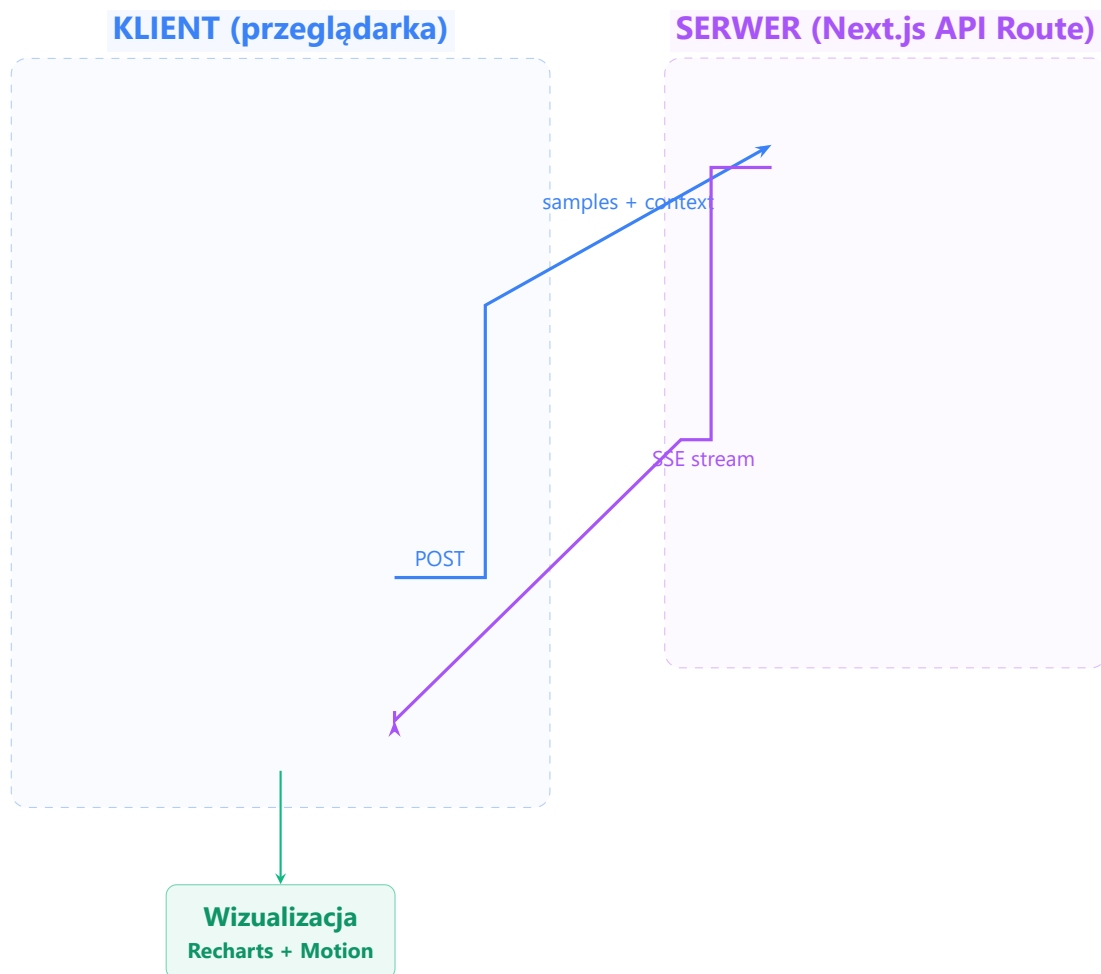 KLIENT (przeglądarka)
SERWER (Next.js API Route)
samples + context
SSE stream
POST
Wizualizacja
Recharts + Motion